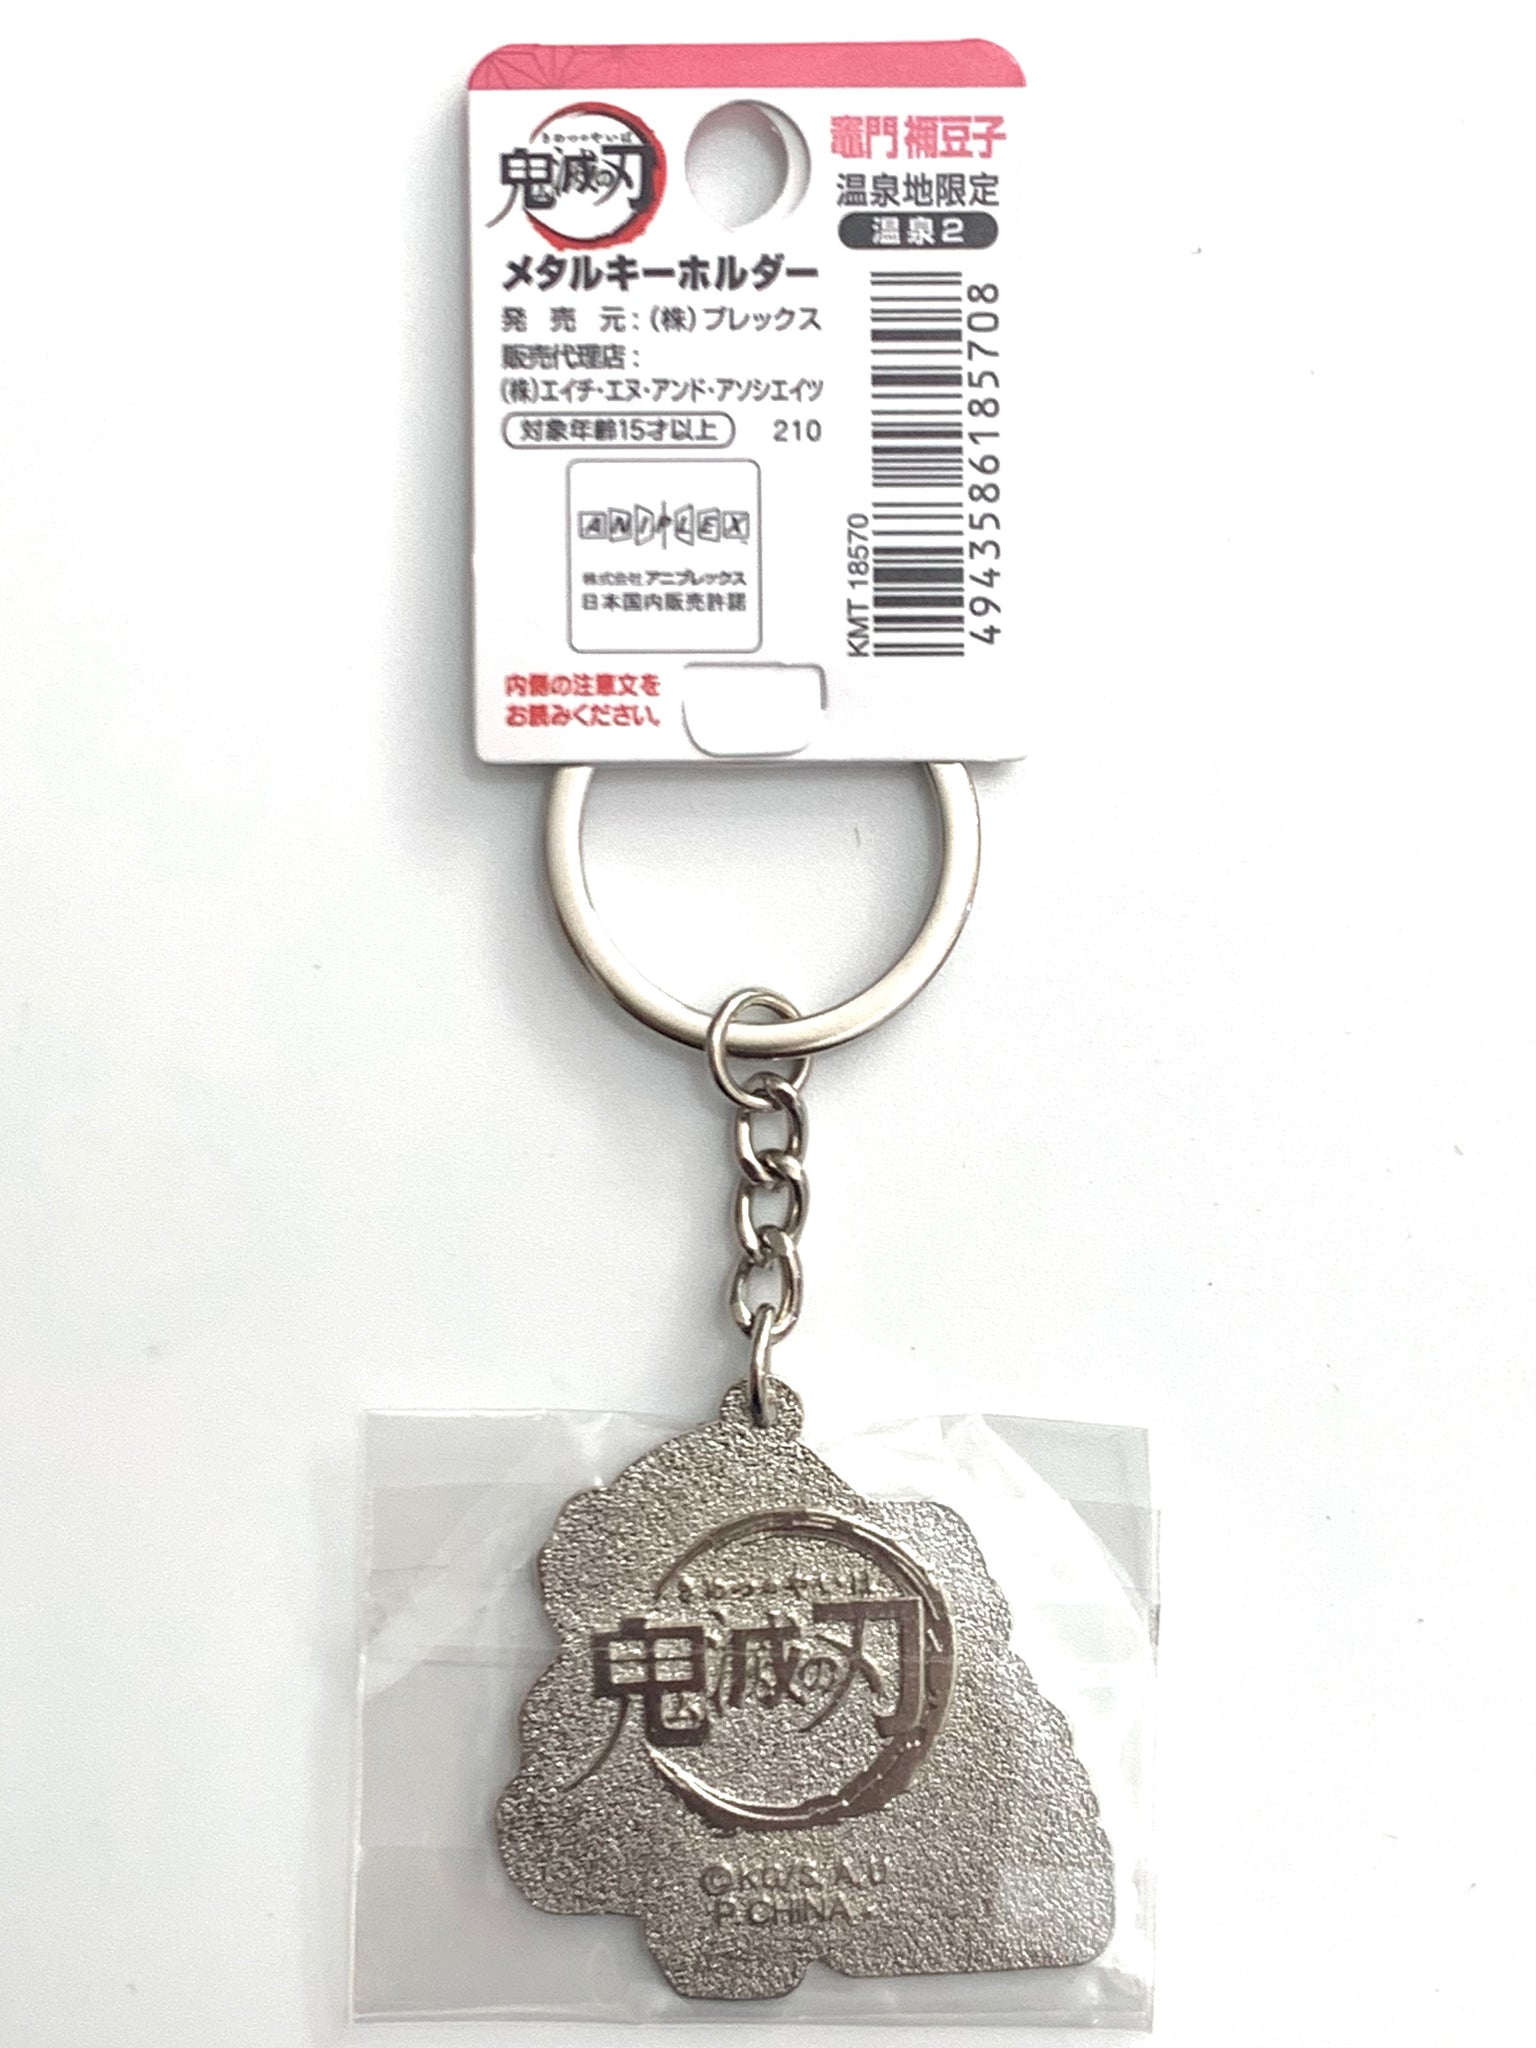 きめつのやいば
鬼滅の刃
竈門禰豆子
温泉地限定
温泉2
メタルキーホルダー
発売元:(株)ブレックス
販売代理店:
(株)エイチ・エヌ・アンド・アソシエイツ
対象年齢15才以上 210
ANIPLEX
株式会社アニプレックス
日本国内販売許諾
内側の注意文を
お読みください。
KMT 18570
4943586185708
きめつのやいば
鬼滅の刃
©KG/S,A,U
P CHINA